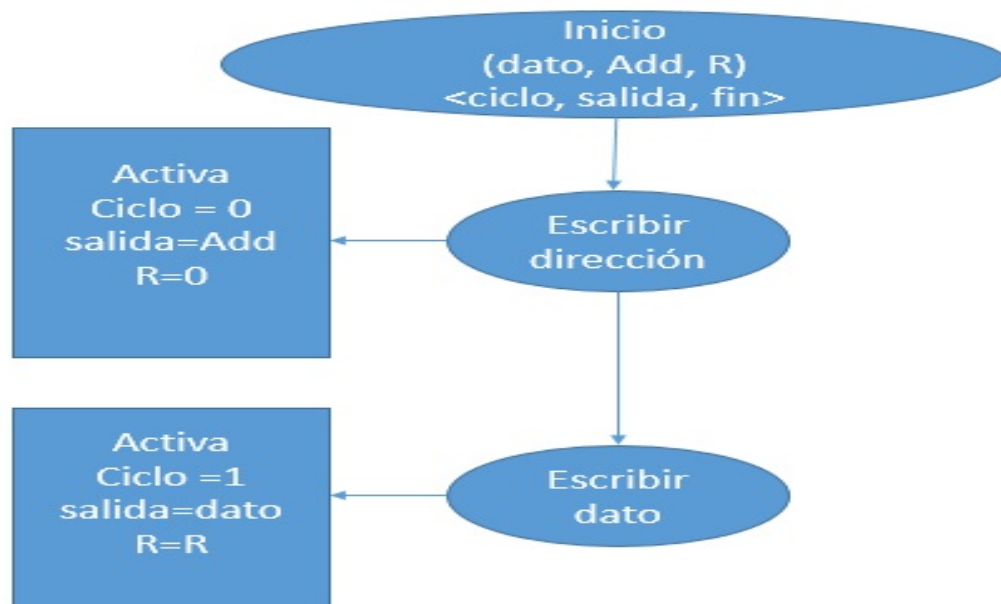 Inicio
(dato, Add, R)
<ciclo, salida, fin>
Activa
Ciclo = 0
salida=Add
R=0
Escribir
dirección
Activa
Ciclo =1
salida=dato
R=R
Escribir
dato